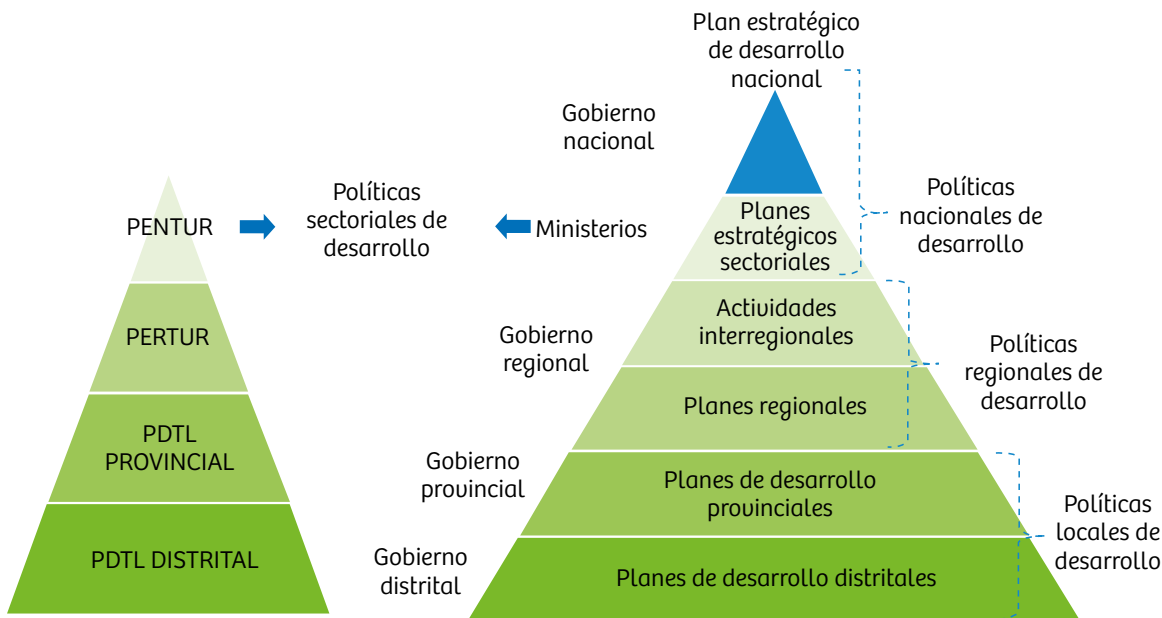 Plan estratégico
de desarrollo
nacional
Gobierno
nacional
Políticas
nacionales de
desarrollo
PENTUR
Políticas
sectoriales de
desarrollo
Ministerios
Planes
estratégicos
sectoriales
PERTUR
Gobierno
regional
Actividades
interregionales
Políticas
regionales de
desarrollo
Planes regionales
PDTL
PROVINCIAL
Gobierno
provincial
Planes de desarrollo
provinciales
Políticas
locales de
desarrollo
PDTL DISTRITAL
Gobierno
distrital
Planes de desarrollo distritales